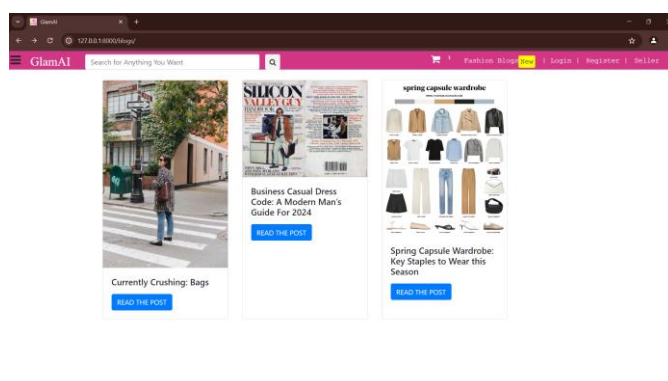 GlamAI
127.0.0.1:8000/blogs/
GlamAI
Search for Anything You Want
1
Fashion Blogs New | Login | Register | Seller
SILICON
VALLEY GUY
HANDBOOK
spring capsule wardrobe
Business Casual Dress
Code: A Modern Man's
Guide For 2024
READ THE POST
Spring Capsule Wardrobe:
Key Staples to Wear this
Season
READ THE POST
Currently Crushing: Bags
READ THE POST